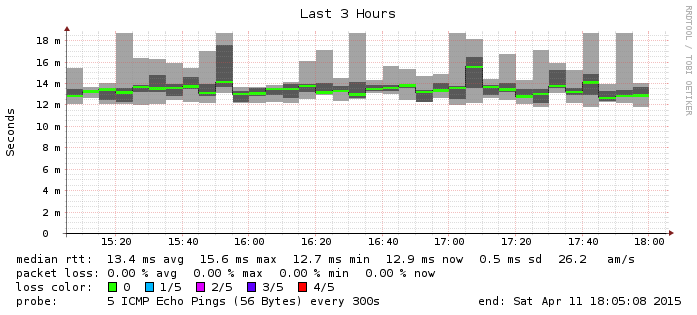 Last 3 Hours
RRDTOOL / TOBI OETIKER
Seconds
18 m
16 m
14 m
12 m
10 m
8 m
6 m
4 m
2 m
0
15:20 15:40 16:00 16:20 16:40 17:00 17:20 17:40 18:00
median rtt: 13.4 ms avg 15.6 ms max 12.7 ms min 12.9 ms now 0.5 ms sd 26.2 am/s
packet loss: 0.00 % avg 0.00 % max 0.00 % min 0.00 % now
loss color: 0 1/5 2/5 3/5 4/5
probe: 5 ICMP Echo Pings (56 Bytes) every 300s end: Sat Apr 11 18:05:08 2015